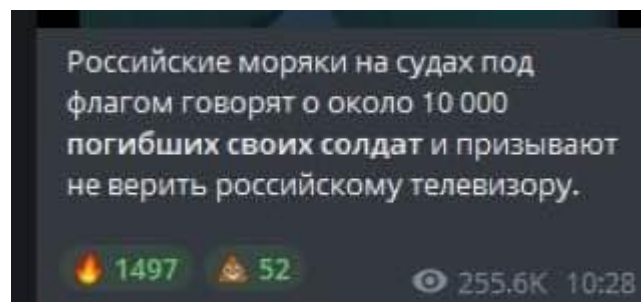 Российские моряки на судах под
флагом говорят о около 10 000
погибших своих солдат и призывают
не верить российскому телевизору.
1497 52 255.6K 10:28